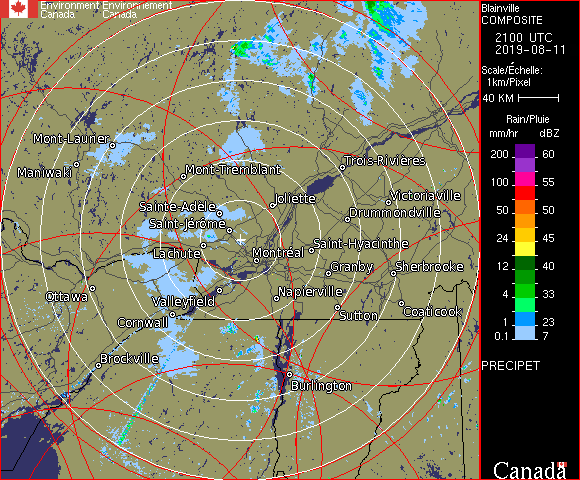 Environment Environnement
Canada Canada
Blainville
COMPOSITE
2100 UTC
2019-08-11
Scale/Échelle:
1km/Pixel
40 KM
Rain/Pluie
mm/hr dBZ
200 60
100 55
50 50
24 45
12 40
4 33
1 23
0.1 7
PRECIPET
Canada
Mont-Laurier
Maniwaki
Mont-Tremblant
Trois-Rivières
Sainte-Adèle
Joliette
Victoriaville
Drummondville
Saint-Jérôme
Lachute
Montréal
Saint-Hyacinthe
Granby
Sherbrooke
Ottawa
Valleyfield
Napierville
Cornwall
Sutton
Coaticook
Brockville
Burlington